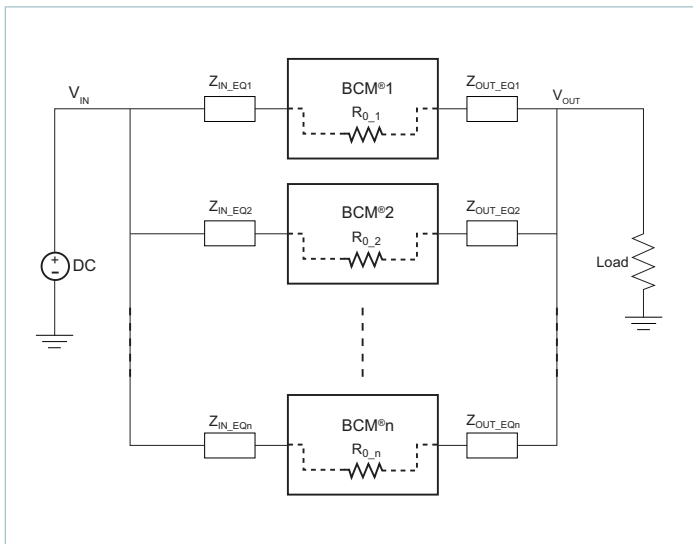 V_IN
Z_IN_EQ1
BCM®1
R_0_1
Z_OUT_EQ1
V_OUT
Z_IN_EQ2
BCM®2
R_0_2
Z_OUT_EQ2
+
–
DC
Load
Z_IN_EQn
BCM®n
R_0_n
Z_OUT_EQn